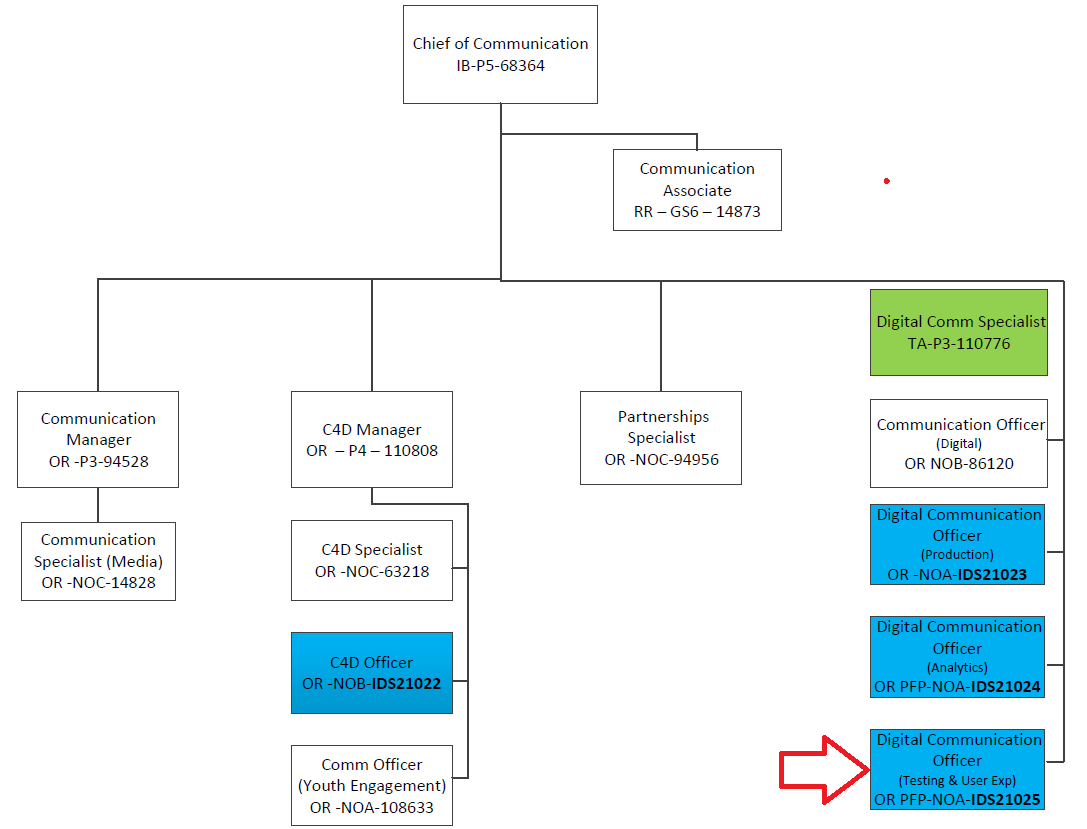 Chief of Communication
IB-P5-68364
Communication
Associate
RR – GS6 – 14873
Communication
Manager
OR -P3-94528
Communication
Specialist (Media)
OR -NOC-14828
C4D Manager
OR – P4 – 110808
C4D Specialist
OR -NOC-63218
C4D Officer
OR -NOB-IDS21022
Comm Officer
(Youth Engagement)
OR -NOA-108633
Partnerships
Specialist
OR -NOC-94956
Digital Comm Specialist
TA-P3-110776
Communication Officer
(Digital)
OR NOB-86120
Digital Communication
Officer
(Production)
OR -NOA-IDS21023
Digital Communication
Officer
(Analytics)
OR PFP-NOA-IDS21024
Digital Communication
Officer
(Testing & User Exp)
OR PFP-NOA-IDS21025